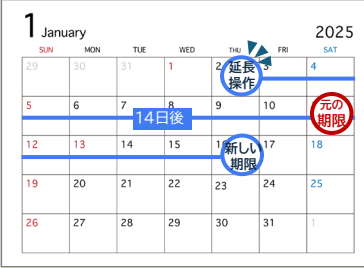 1 January 2025
SUN MON TUE WED THU FRI SAT
29 30 31 1 2 3 4
延長
操作
5 6 7 8 9 10
元の
期限
14日後
12 13 14 15 16 18
新しい
期限
19 20 21 22 23 24 25
26 27 28 29 30 31 1